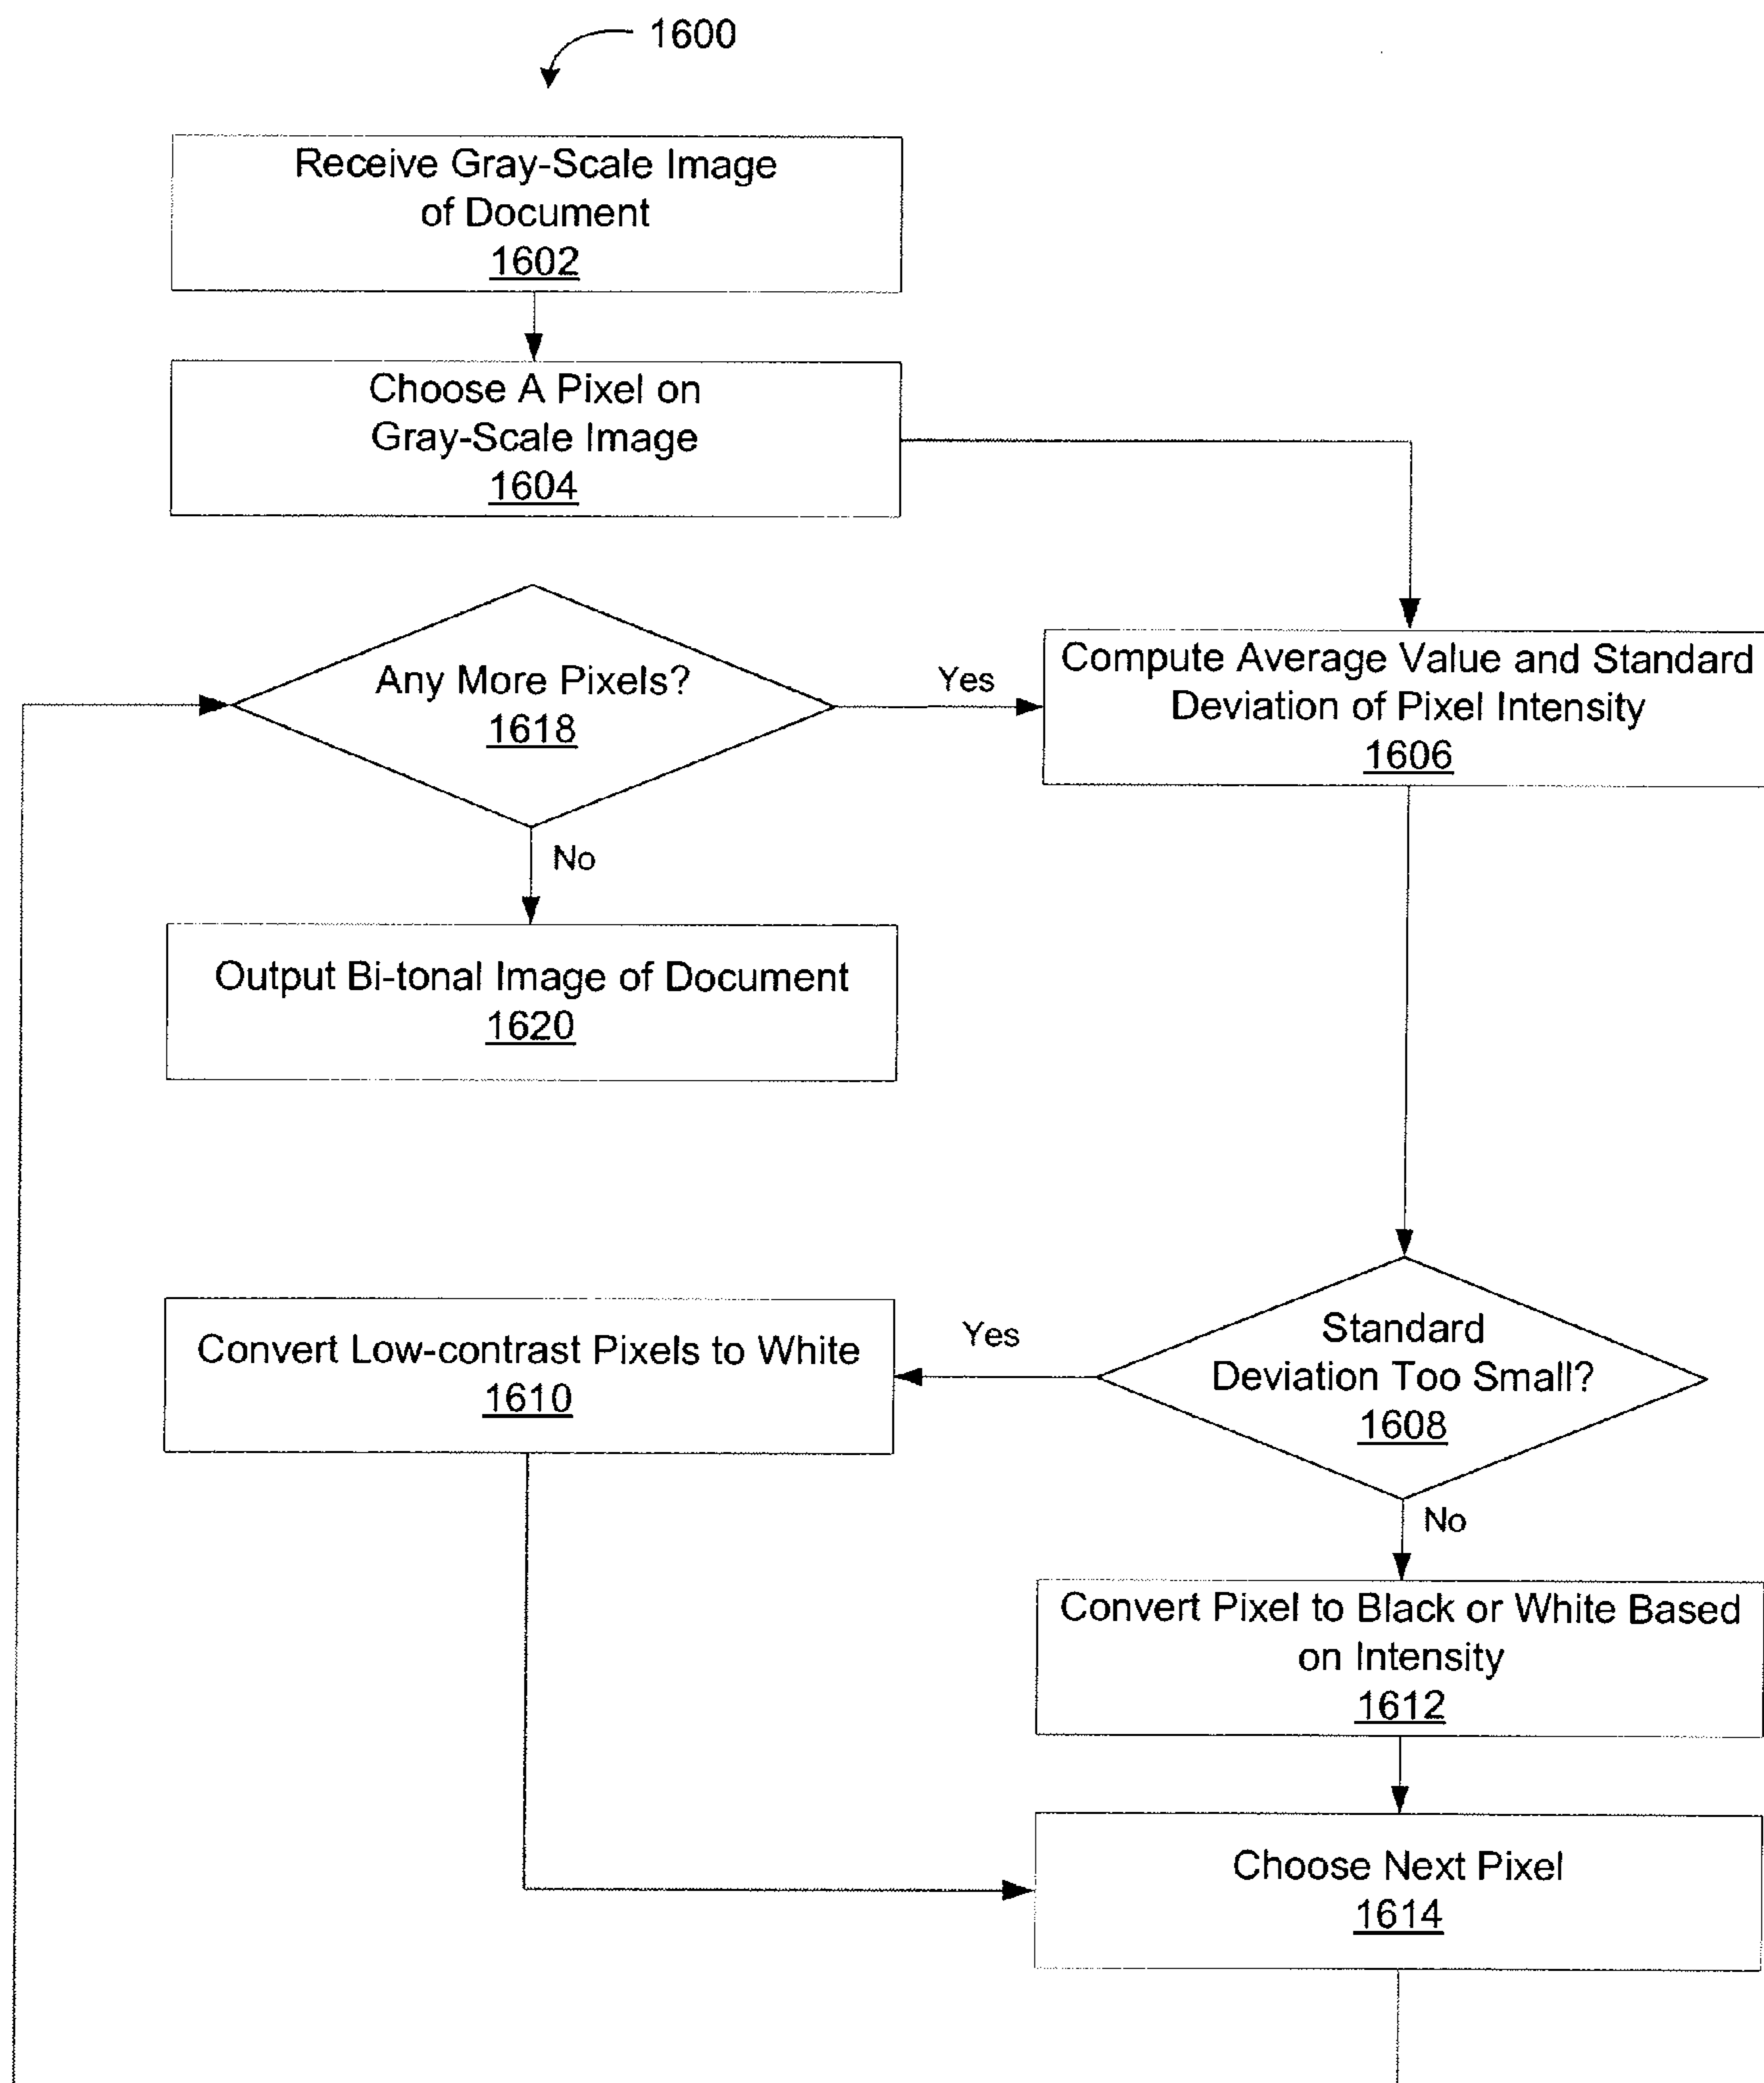 1600
Receive Gray-Scale Image
of Document
1602
Choose A Pixel on
Gray-Scale Image
1604
Any More Pixels?
1618
Yes
Compute Average Value and Standard
Deviation of Pixel Intensity
1606
No
Output Bi-tonal Image of Document
1620
Convert Low-contrast Pixels to White
1610
Yes
Standard
Deviation Too Small?
1608
No
Convert Pixel to Black or White Based
on Intensity
1612
Choose Next Pixel
1614